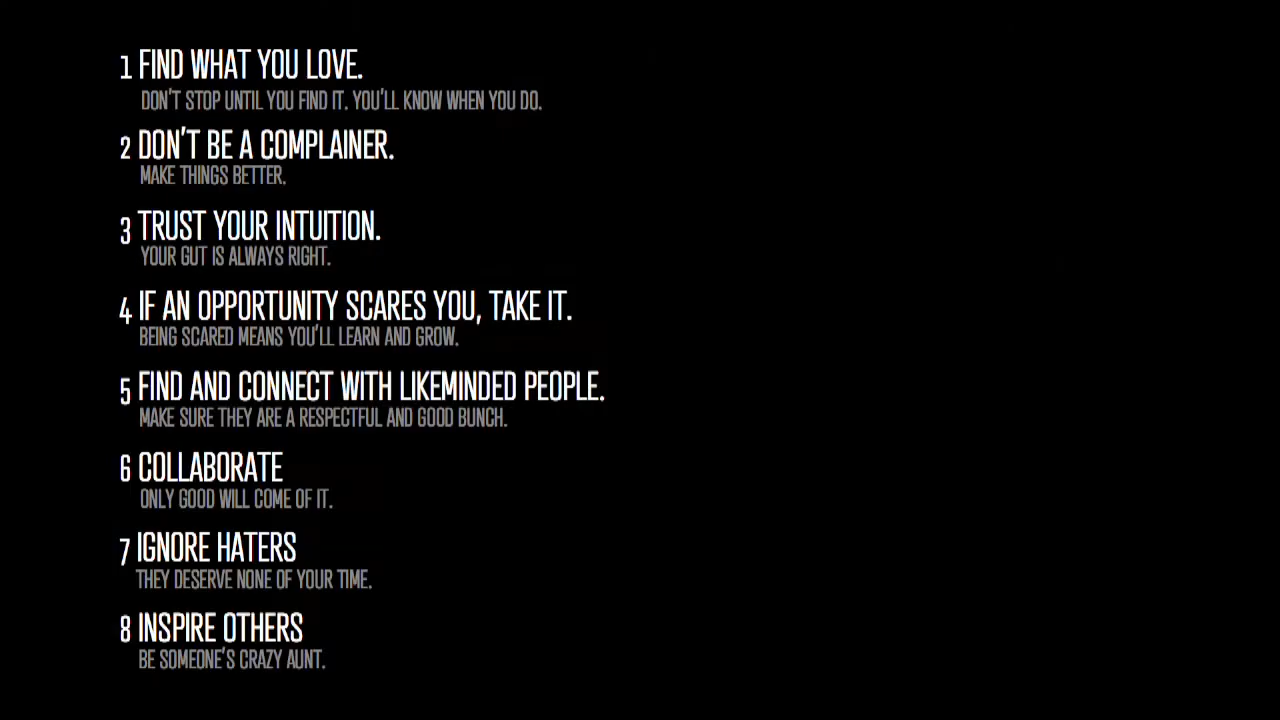 1 FIND WHAT YOU LOVE.
DON'T STOP UNTIL YOU FIND IT. YOU'LL KNOW WHEN YOU DO.
2 DON'T BE A COMPLAINER.
MAKE THINGS BETTER.
3 TRUST YOUR INTUITION.
YOUR GUT IS ALWAYS RIGHT.
4 IF AN OPPORTUNITY SCARES YOU, TAKE IT.
BEING SCARED MEANS YOU'LL LEARN AND GROW.
5 FIND AND CONNECT WITH LIKEMINDED PEOPLE.
MAKE SURE THEY ARE A RESPECTFUL AND GOOD BUNCH.
6 COLLABORATE
ONLY GOOD WILL COME OF IT.
7 IGNORE HATERS
THEY DESERVE NONE OF YOUR TIME.
8 INSPIRE OTHERS
BE SOMEONE'S CRAZY AUNT.